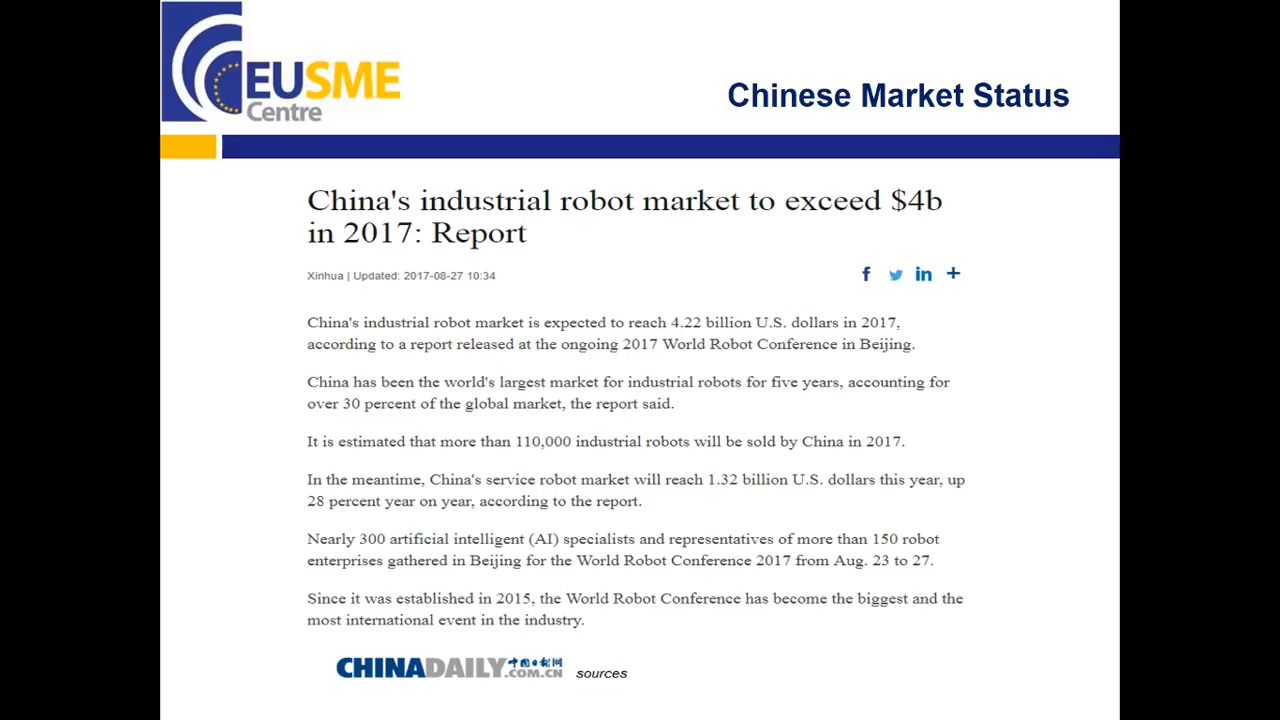 EUSME
Centre
Chinese Market Status
China's industrial robot market to exceed $4b
in 2017: Report
Xinhua | Updated: 2017-08-27 10:34
f in +
China's industrial robot market is expected to reach 4.22 billion U.S. dollars in 2017,
according to a report released at the ongoing 2017 World Robot Conference in Beijing.
China has been the world's largest market for industrial robots for five years, accounting for
over 30 percent of the global market, the report said.
It is estimated that more than 110,000 industrial robots will be sold by China in 2017.
In the meantime, China's service robot market will reach 1.32 billion U.S. dollars this year, up
28 percent year on year, according to the report.
Nearly 300 artificial intelligent (AI) specialists and representatives of more than 150 robot
enterprises gathered in Beijing for the World Robot Conference 2017 from Aug. 23 to 27.
Since it was established in 2015, the World Robot Conference has become the biggest and the
most international event in the industry.
CHINADAILY 中国日报网 .COM.CN sources